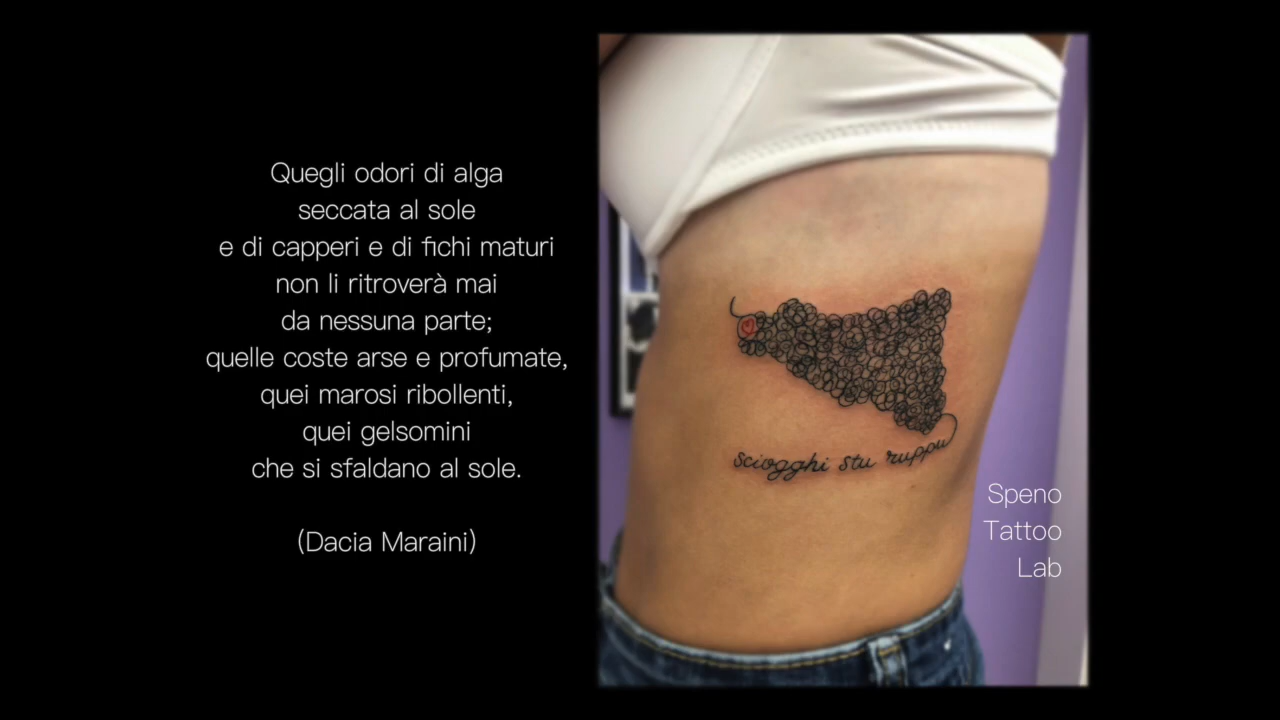 Quegli odori di alga
seccata al sole
e di capperi e di fichi maturi
non li ritroverà mai
da nessuna parte;
quelle coste arse e profumate,
quei marosi ribollenti,
quei gelsomini
che si sfaldano al sole.
(Dacia Maraini)
sciogghi stu ruppu
Speno
Tattoo
Lab